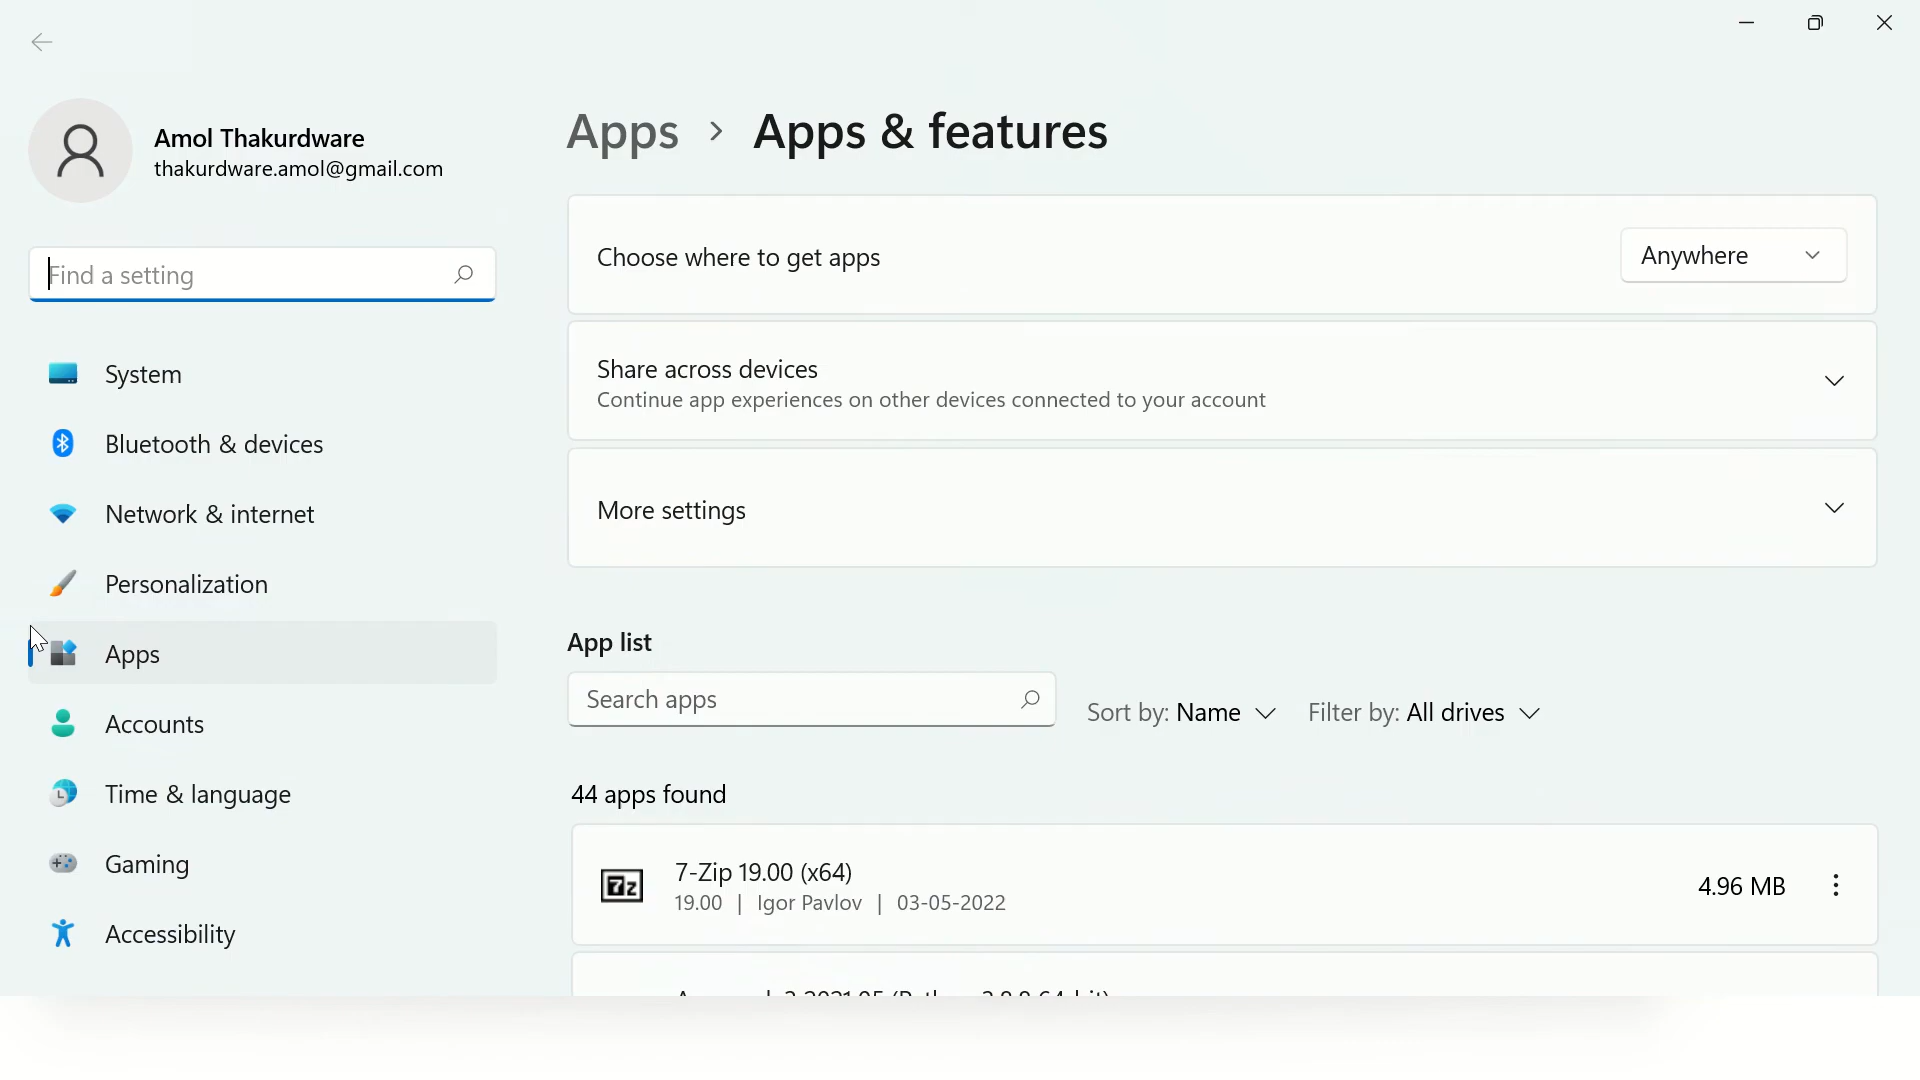 Amol Thakurdware
thakurdware.amol@gmail.com
Find a setting
System
Bluetooth & devices
Network & internet
Personalization
Apps
Accounts
Time & language
Gaming
Accessibility
Apps > Apps & features
Choose where to get apps
Anywhere
Share across devices
Continue app experiences on other devices connected to your account
More settings
App list
Search apps
Sort by: Name
Filter by: All drives
44 apps found
7z
7-Zip 19.00 (x64)
19.00 | Igor Pavlov | 03-05-2022
4.96 MB